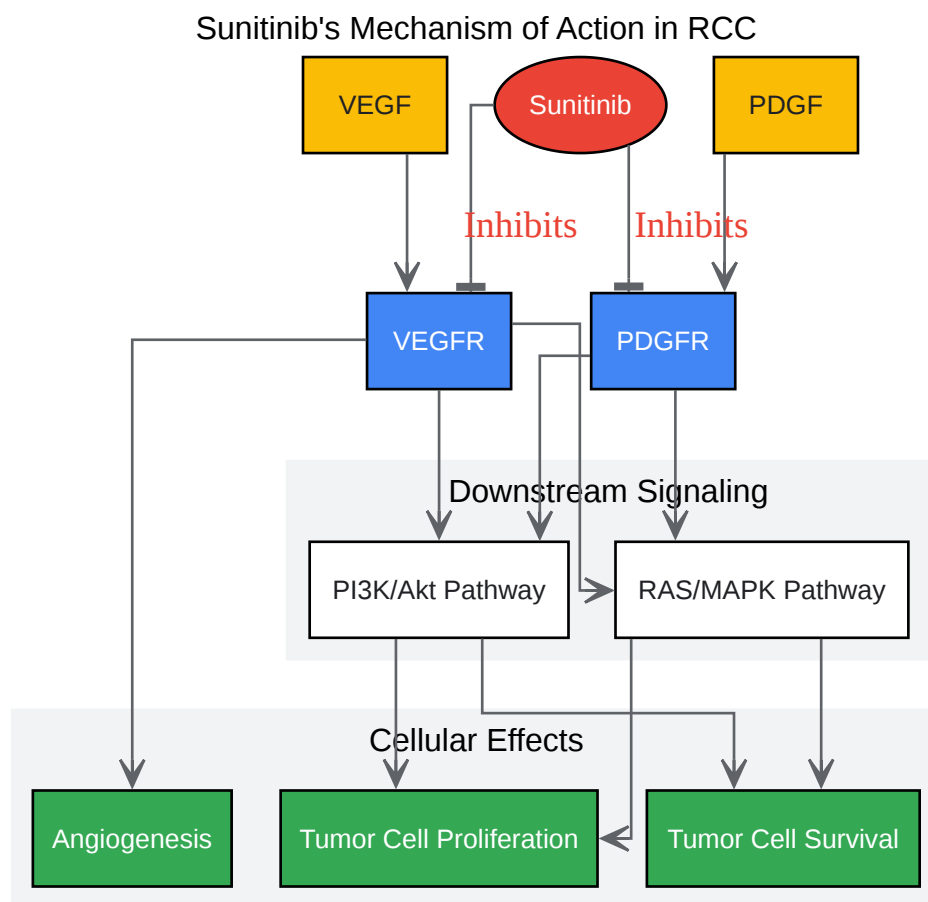 Sunitinib's Mechanism of Action in RCC
VEGF
Sunitinib
PDGF
Inhibits
Inhibits
VEGFR
PDGFR
Downstream Signaling
PI3K/Akt Pathway
RAS/MAPK Pathway
Cellular Effects
Angiogenesis
Tumor Cell Proliferation
Tumor Cell Survival